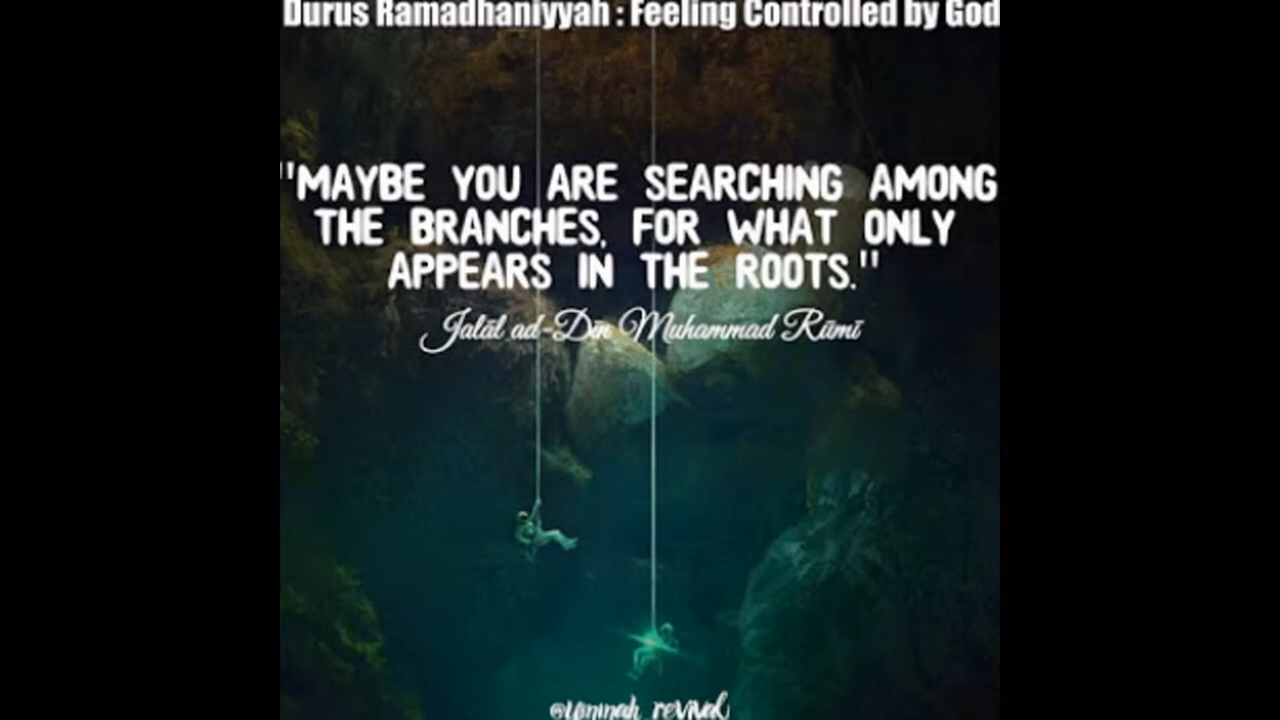 Durus Ramadhaniyyah : Feeling Controlled by God
"MAYBE YOU ARE SEARCHING AMONG
THE BRANCHES, FOR WHAT ONLY
APPEARS IN THE ROOTS."
Jalāl ad-Dīn Muhammad Rūmī
@ummah_revival